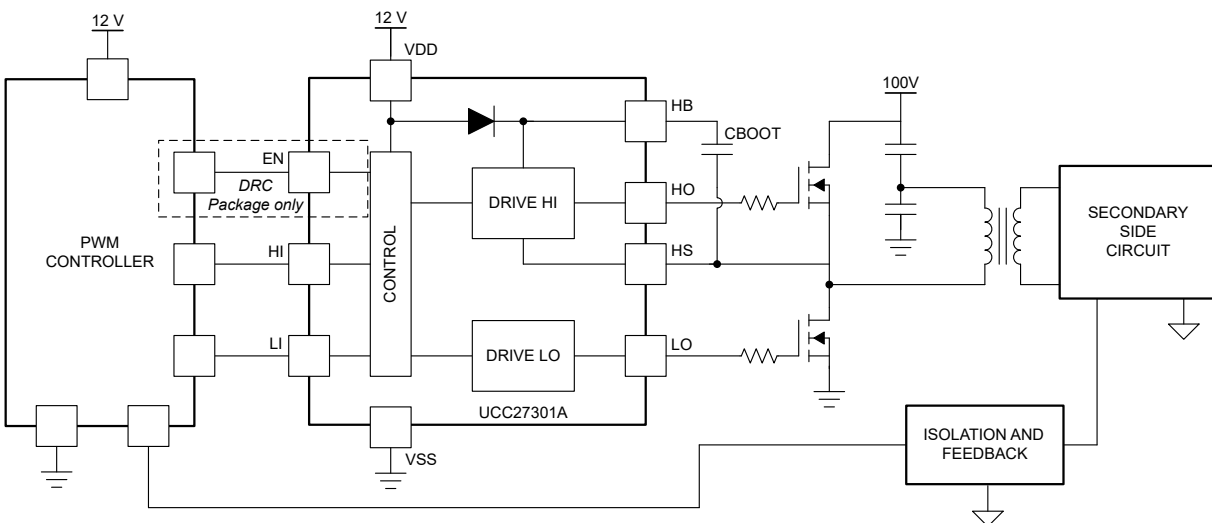 12 V
12 V
VDD
100V
HB
CBOOT
EN
DRC
Package only
DRIVE HI
HO
SECONDARY
SIDE
CIRCUIT
PWM
CONTROLLER
HI
CONTROL
HS
LI
DRIVE LO
LO
UCC27301A
ISOLATION AND
FEEDBACK
VSS